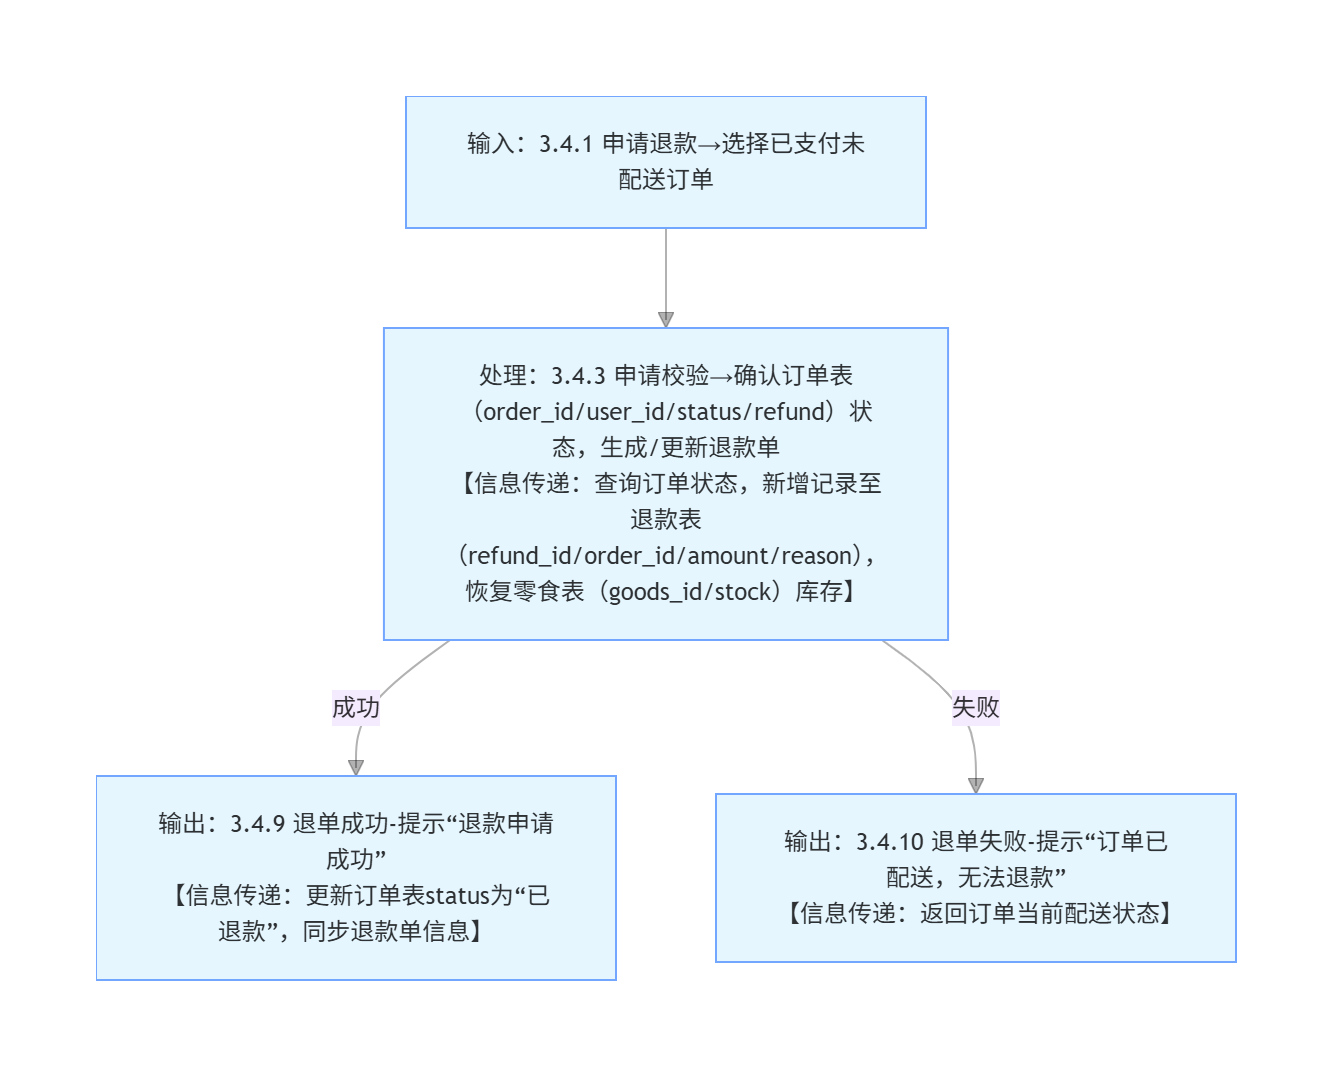 输入：3.4.1 申请退款→选择已支付未
配送订单
处理：3.4.3 申请校验→确认订单表
（order_id/user_id/status/refund）状
态，生成/更新退款单
【信息传递：查询订单状态，新增记录至
退款表
（refund_id/order_id/amount/reason），
恢复零食表（goods_id/stock）库存】
成功
失败
输出：3.4.9 退单成功-提示“退款申请
成功”
【信息传递：更新订单表status为“已
退款”，同步退款单信息】
输出：3.4.10 退单失败-提示“订单已
配送，无法退款”
【信息传递：返回订单当前配送状态】